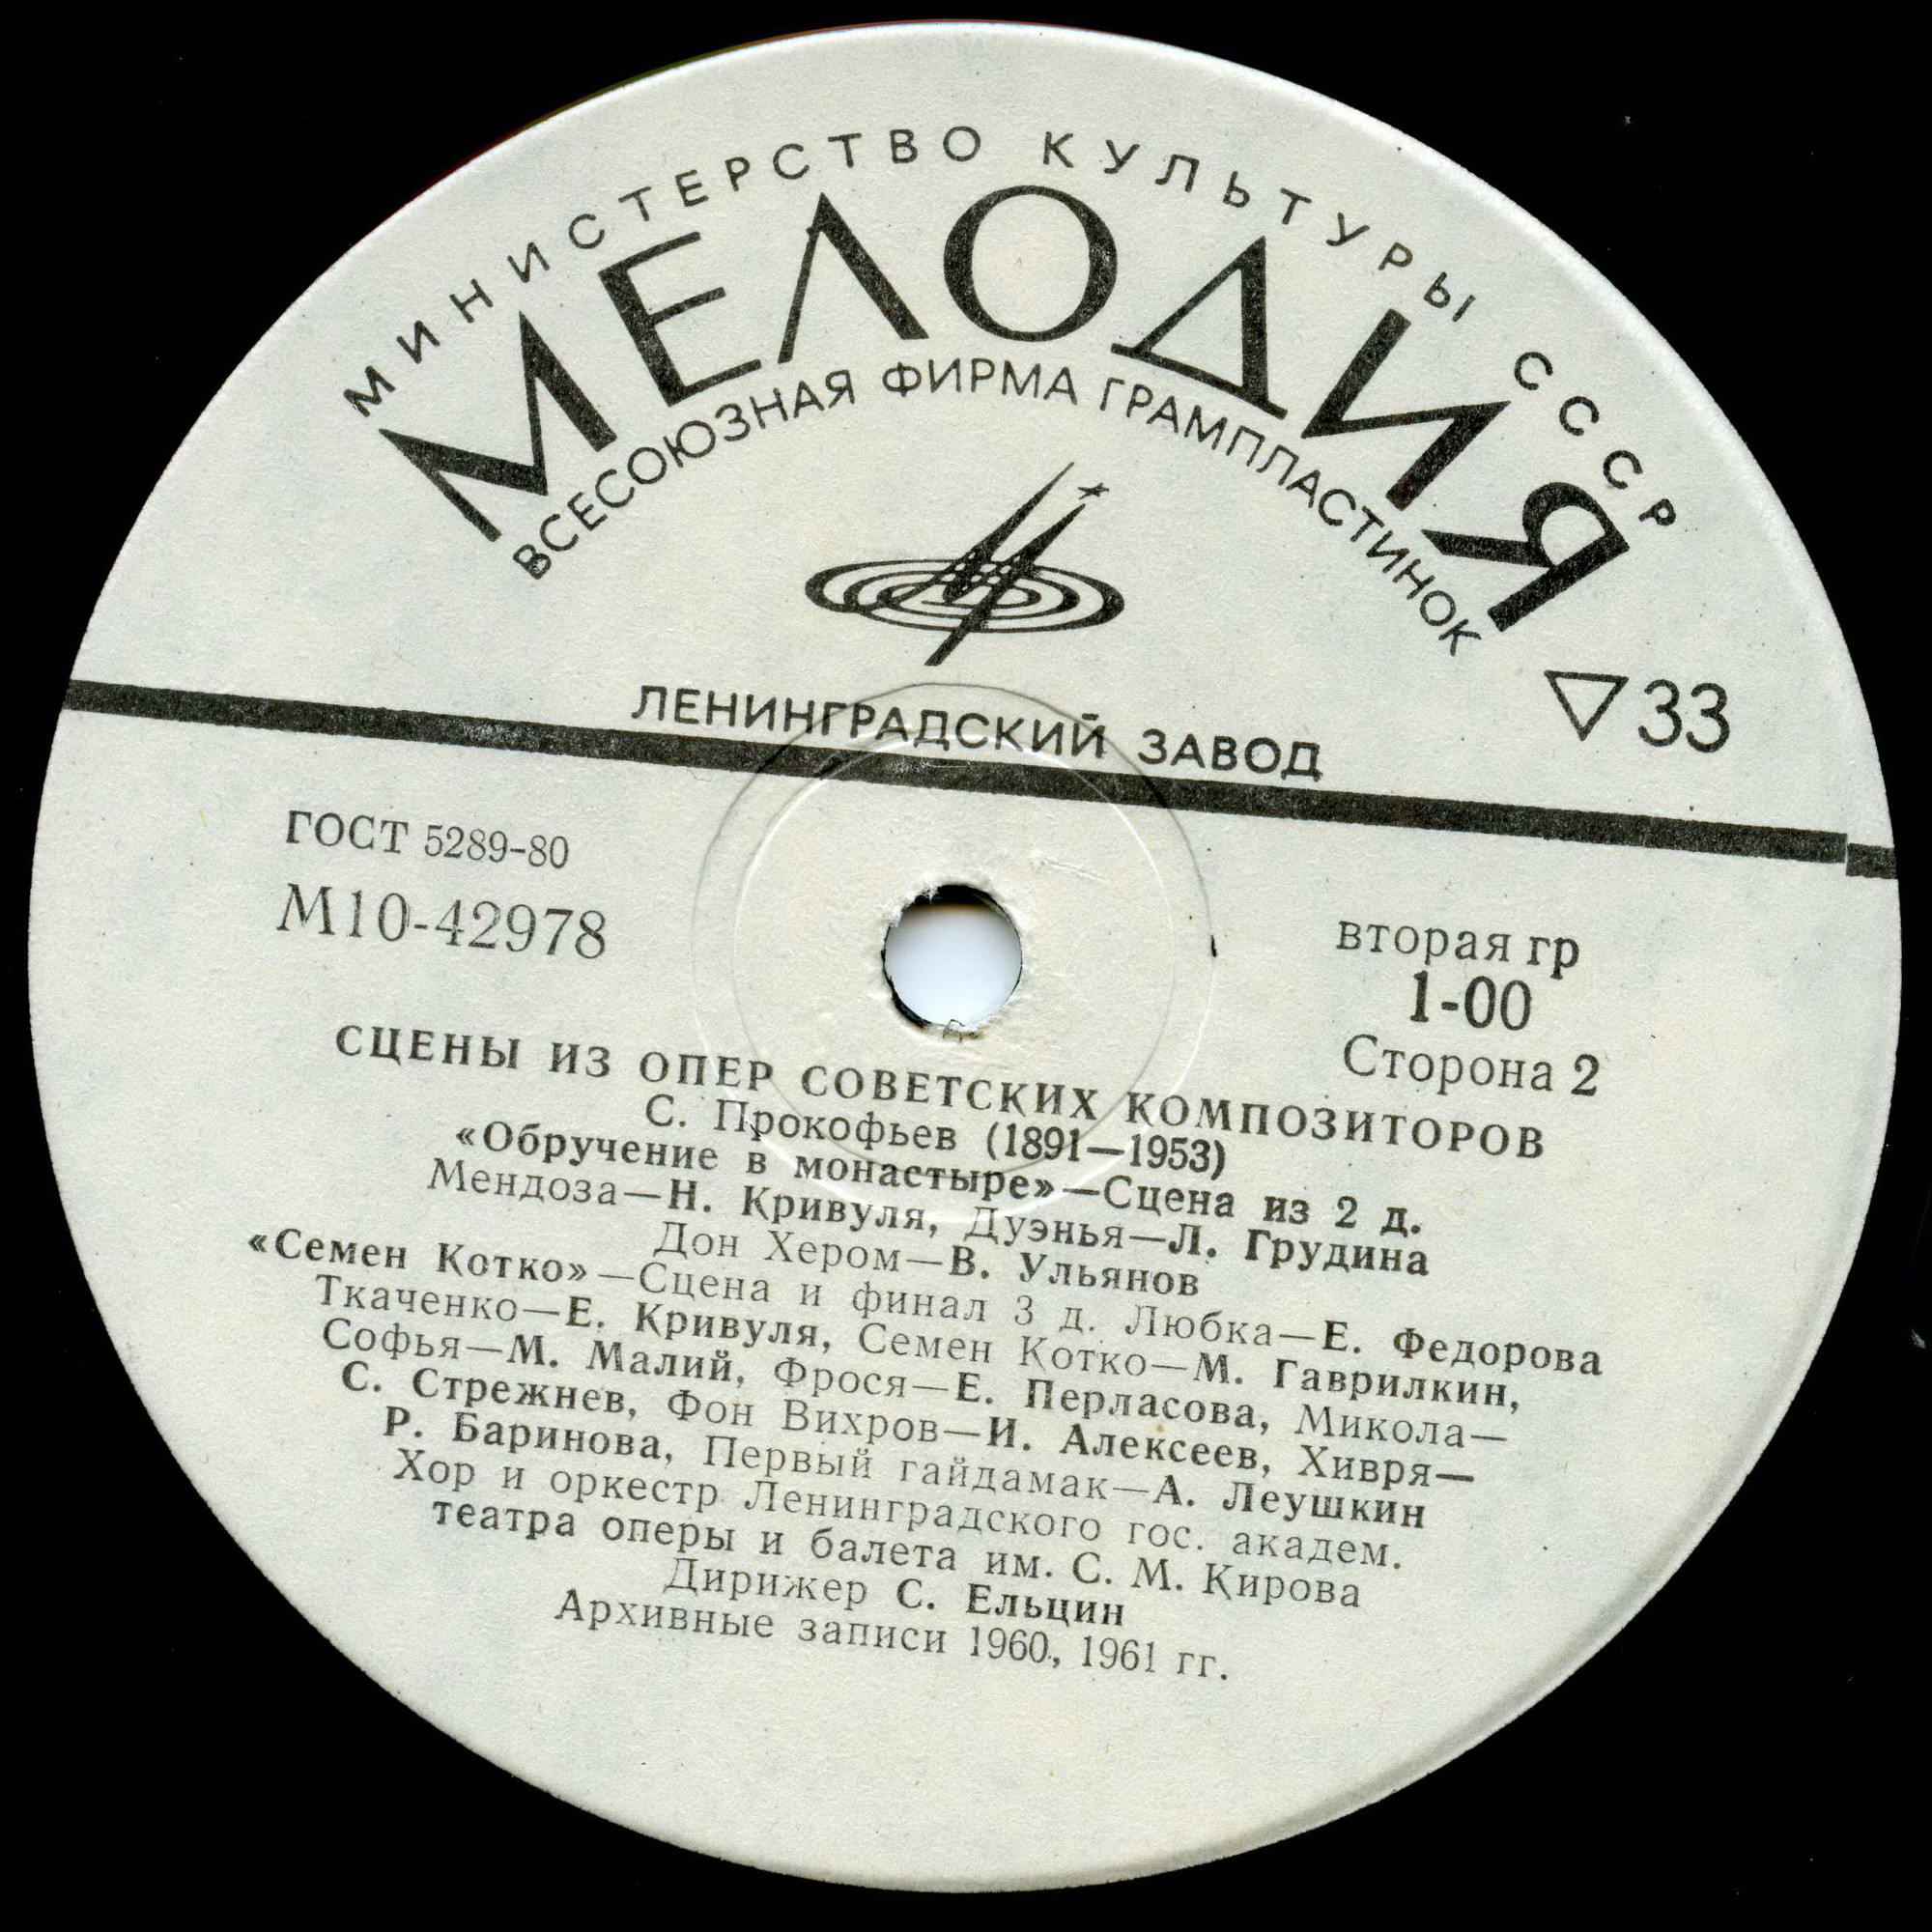 МИНИСТЕРСТВО КУЛЬТУРЫ СССР
МЕЛОДИЯ
ВСЕСОЮЗНАЯ ФИРМА ГРАМПЛАСТИНОК
ЛЕНИНГРАДСКИЙ ЗАВОД
▽33
ГОСТ 5289-80
М10-42978
вторая гр
1-00
Сторона 2
СЦЕНЫ ИЗ ОПЕР СОВЕТСКИХ КОМПОЗИТОРОВ
С. Прокофьев (1891—1953)
«Обручение в монастыре»—Сцена из 2 д.
Мендоза—Н. Кривуля, Дуэнья—Л. Грудина
Дон Хером—В. Ульянов
«Семен Котко»—Сцена и финал 3 д. Любка—Е. Федорова
Ткаченко—Е. Кривуля, Семен Котко—М. Гаврилкин,
Софья—М. Малий, Фрося—Е. Перласова, Микола—
С. Стрежнев, Фон Вихров—И. Алексеев, Хивря—
Р. Баринова, Первый гайдамак—А. Леушкин
Хор и оркестр Ленинградского гос. академ.
театра оперы и балета им. С. М. Кирова
Дирижер С. Ельцин
Архивные записи 1960, 1961 гг.